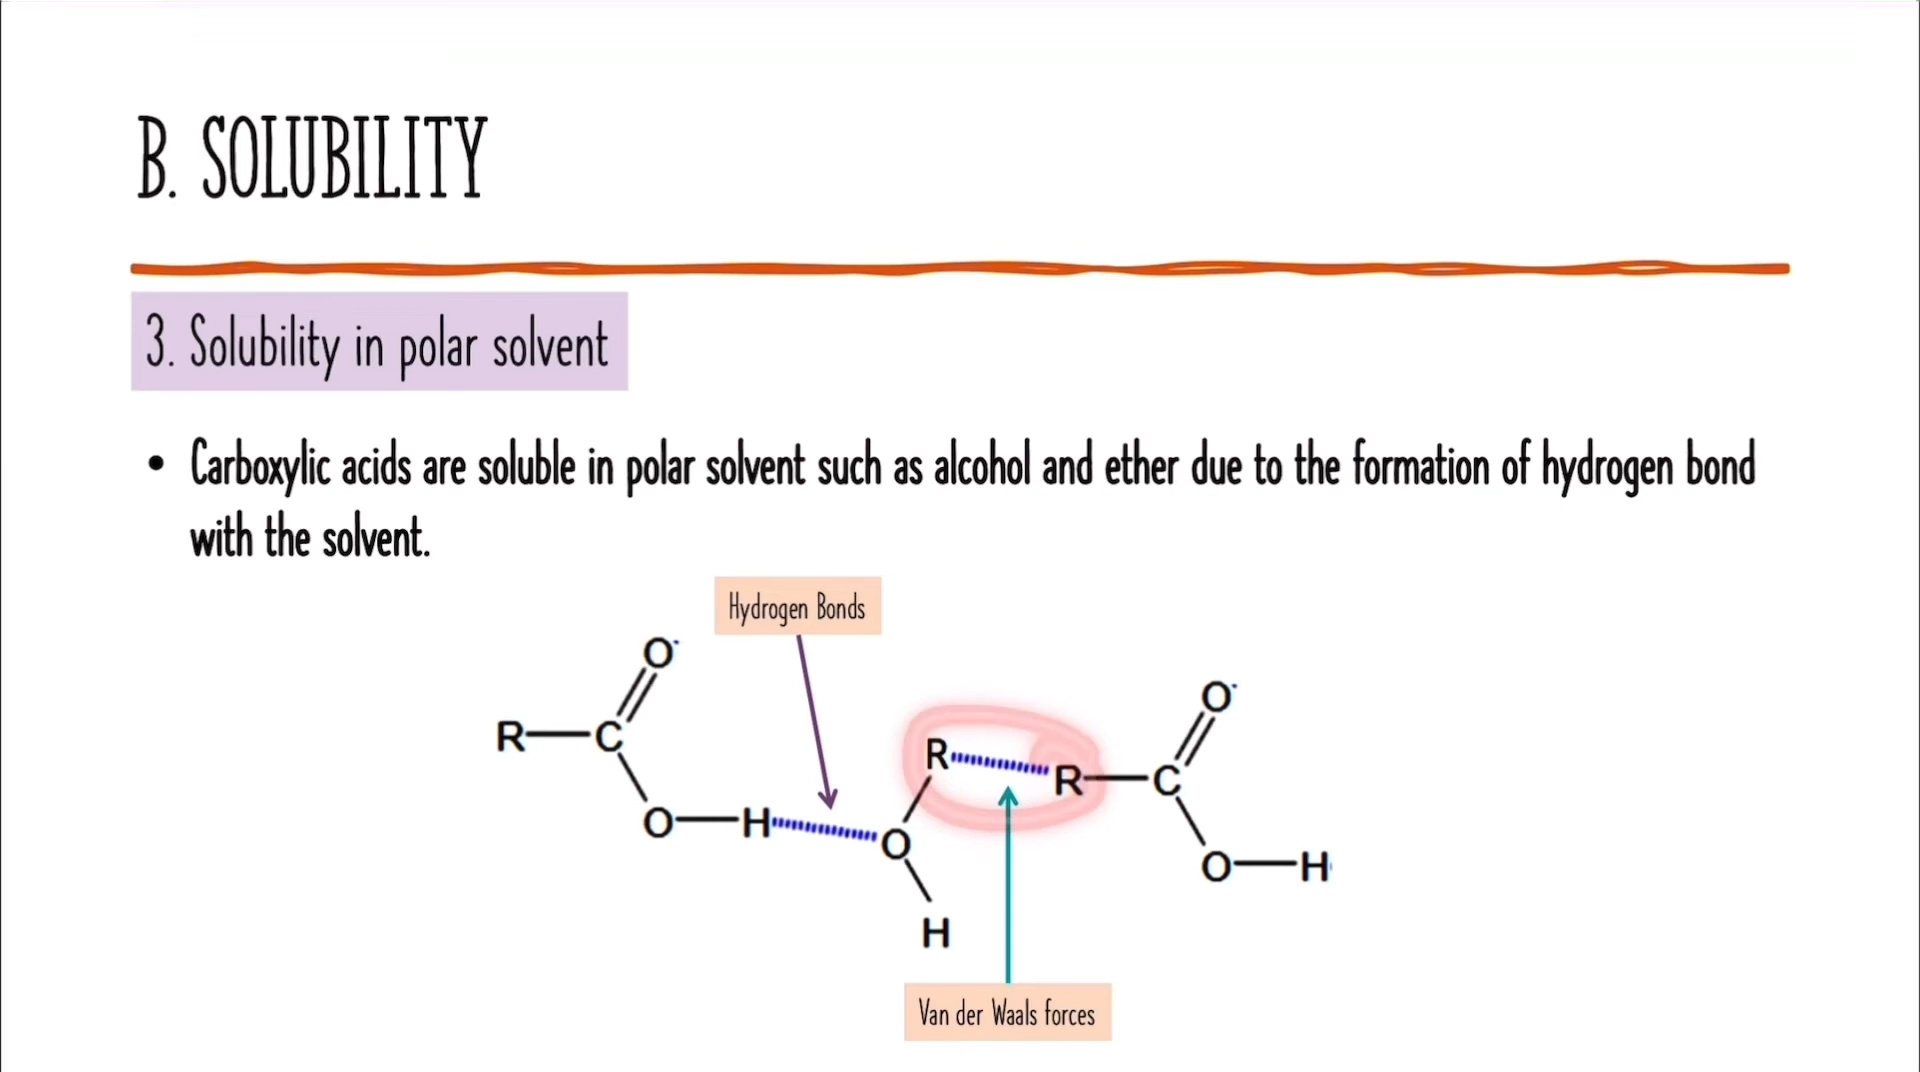 B. SOLUBILITY
3. Solubility in polar solvent
• Carboxylic acids are soluble in polar solvent such as alcohol and ether due to the formation of hydrogen bond
with the solvent.
Hydrogen Bonds
O
O
R C
R
R C
O H
O
O H
H
Van der Waals forces